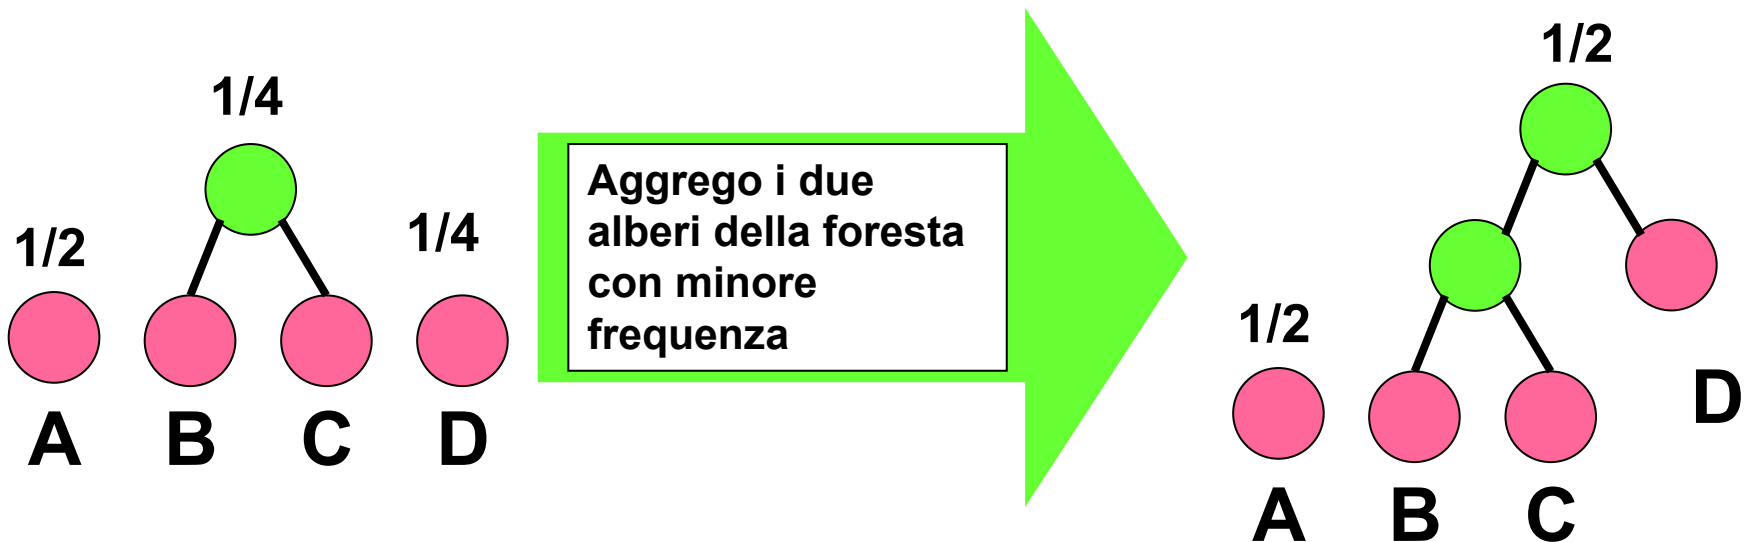 1/4
1/2
1/4
A B C D
Aggrego i due
alberi della foresta
con minore
frequenza
1/2
1/2
D
A B C